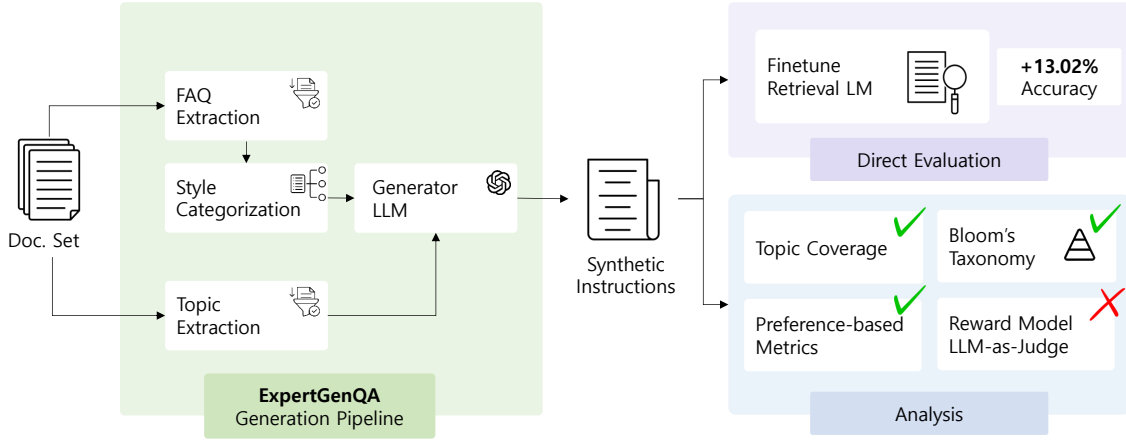 Doc. Set
FAQ
Extraction
Style
Categorization
Generator
LLM
Topic
Extraction
ExpertGenQA
Generation Pipeline
Synthetic
Instructions
Finetune
Retrieval LM
+13.02%
Accuracy
Direct Evaluation
Topic Coverage
Bloom's
Taxonomy
Preference-based
Metrics
Reward Model
LLM-as-Judge
Analysis